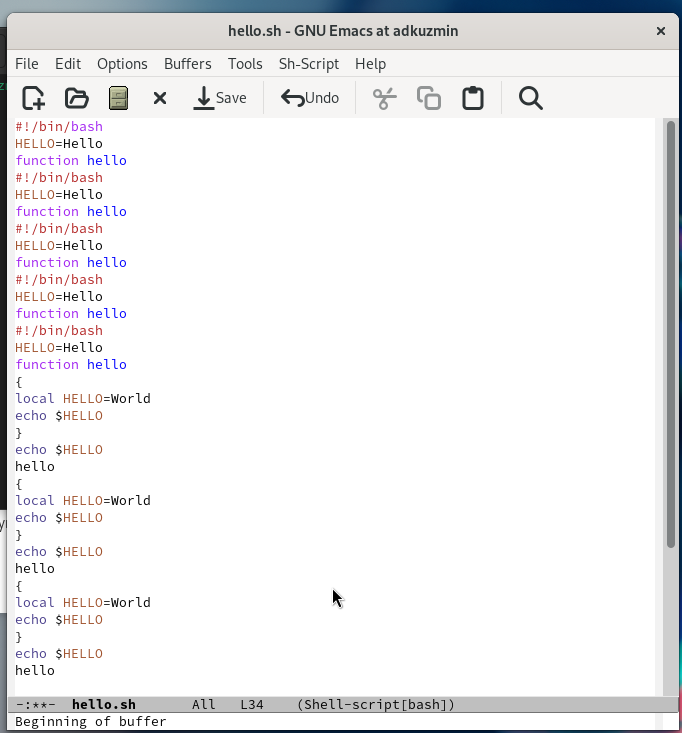 hello.sh - GNU Emacs at adkuzmin
File Edit Options Buffers Tools Sh-Script Help
Save Undo
#!/bin/bash
HELLO=Hello
function hello
#!/bin/bash
HELLO=Hello
function hello
#!/bin/bash
HELLO=Hello
function hello
#!/bin/bash
HELLO=Hello
function hello
#!/bin/bash
HELLO=Hello
function hello
{
local HELLO=World
echo $HELLO
}
echo $HELLO
hello
{
local HELLO=World
echo $HELLO
}
echo $HELLO
hello
{
local HELLO=World
echo $HELLO
}
echo $HELLO
hello
-:**- hello.sh All L34 (Shell-script[bash])
Beginning of buffer